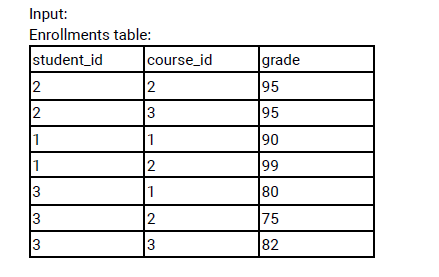 Input:
Enrollments table:
student_id course_id grade
2 2 95
2 3 95
1 1 90
1 2 99
3 1 80
3 2 75
3 3 82